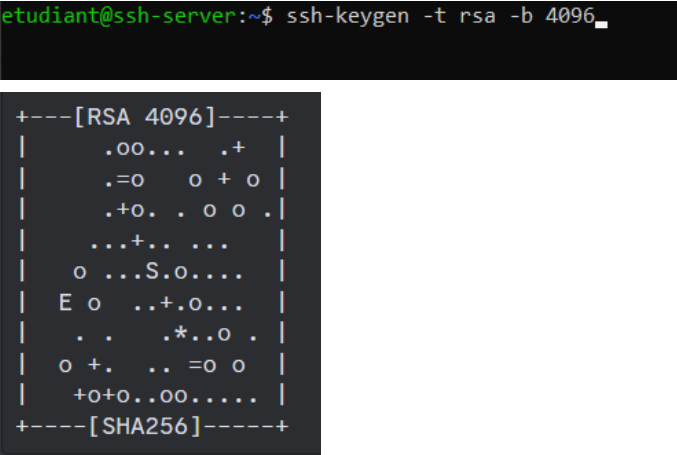 etudiant@ssh-server:~$ ssh-keygen -t rsa -b 4096
+---[RSA 4096]----+
|     .oo...  .+  |
|     .=o   o + o |
|     .+o. . o o .|
|    ...+.. ...   |
|   o ...S.o....  |
|  E o  ..+.o...  |
|   . .   .*..o . |
|  o +.  .. =o o  |
|   +o+o..oo..... |
+----[SHA256]-----+